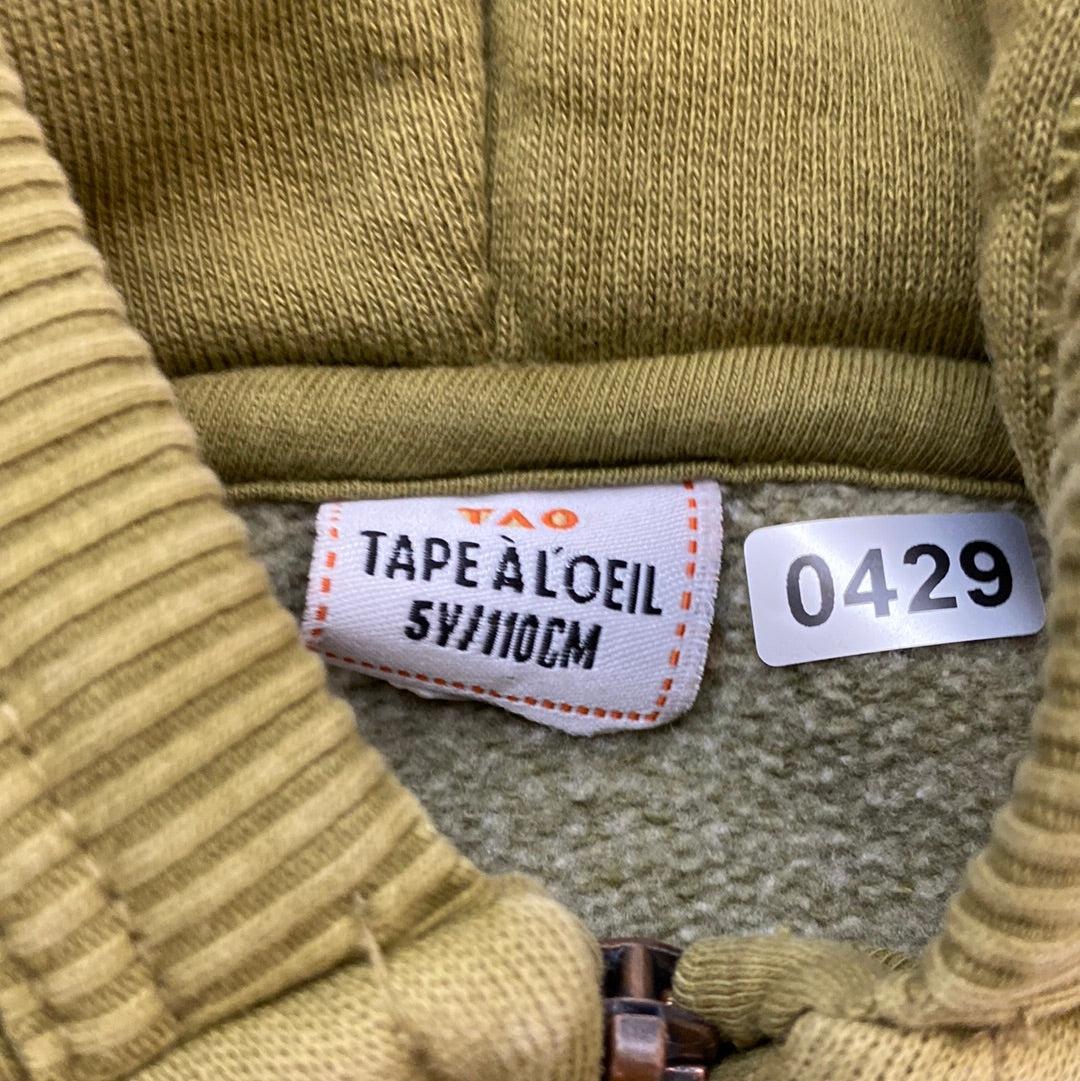 TAO
TAPE À L'OEIL
5Y/110CM
0429